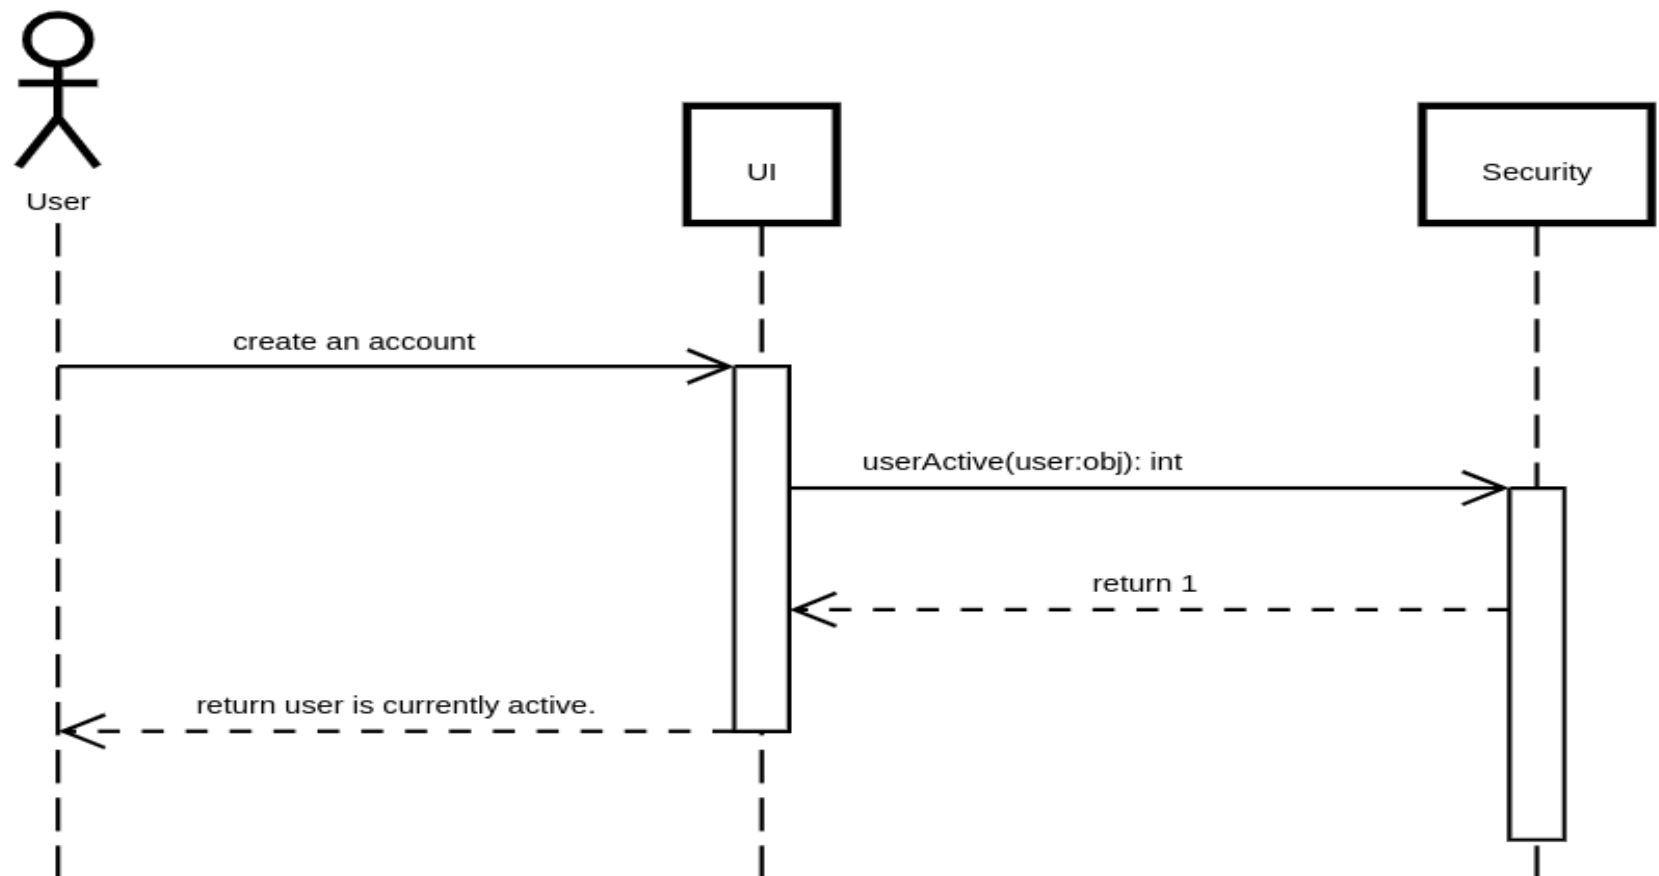 User
UI
Security
create an account
userActive(user:obj): int
return 1
return user is currently active.